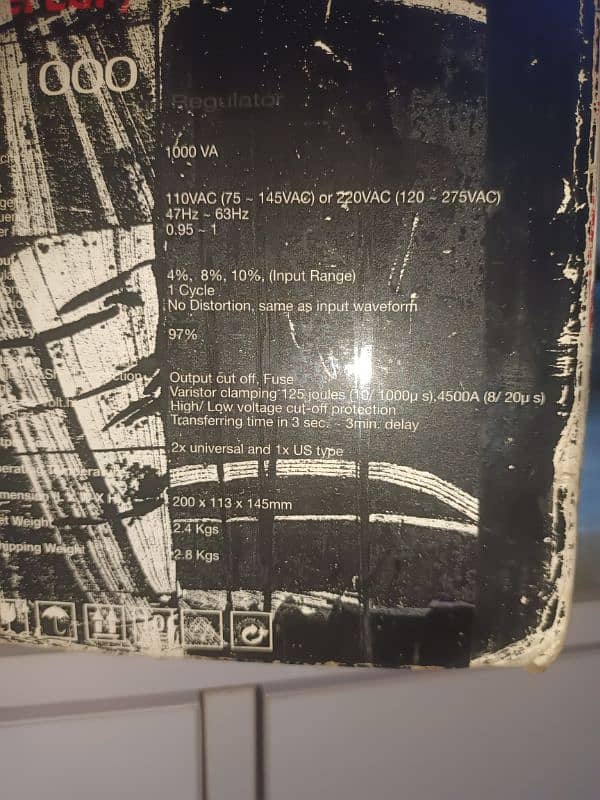 1000
Regulator
1000 VA
110VAC (75 ~ 145VAC) or 220VAC (120 ~ 275VAC)
47Hz ~ 63Hz
0.95 ~ 1
4%, 8%, 10%, (Input Range)
1 Cycle
No Distortion, same as input waveform
97%
Output cut off, Fuse
Varistor clamping 125 joules (10/ 1000µ s), 4500A (8/ 20µ s)
High/ Low voltage cut-off protection
Transferring time in 3 sec. ~ 3min. delay
2x universal and 1x US type
200 x 113 x 145mm
Weight 2.4 Kgs
Weight 2.8 Kgs